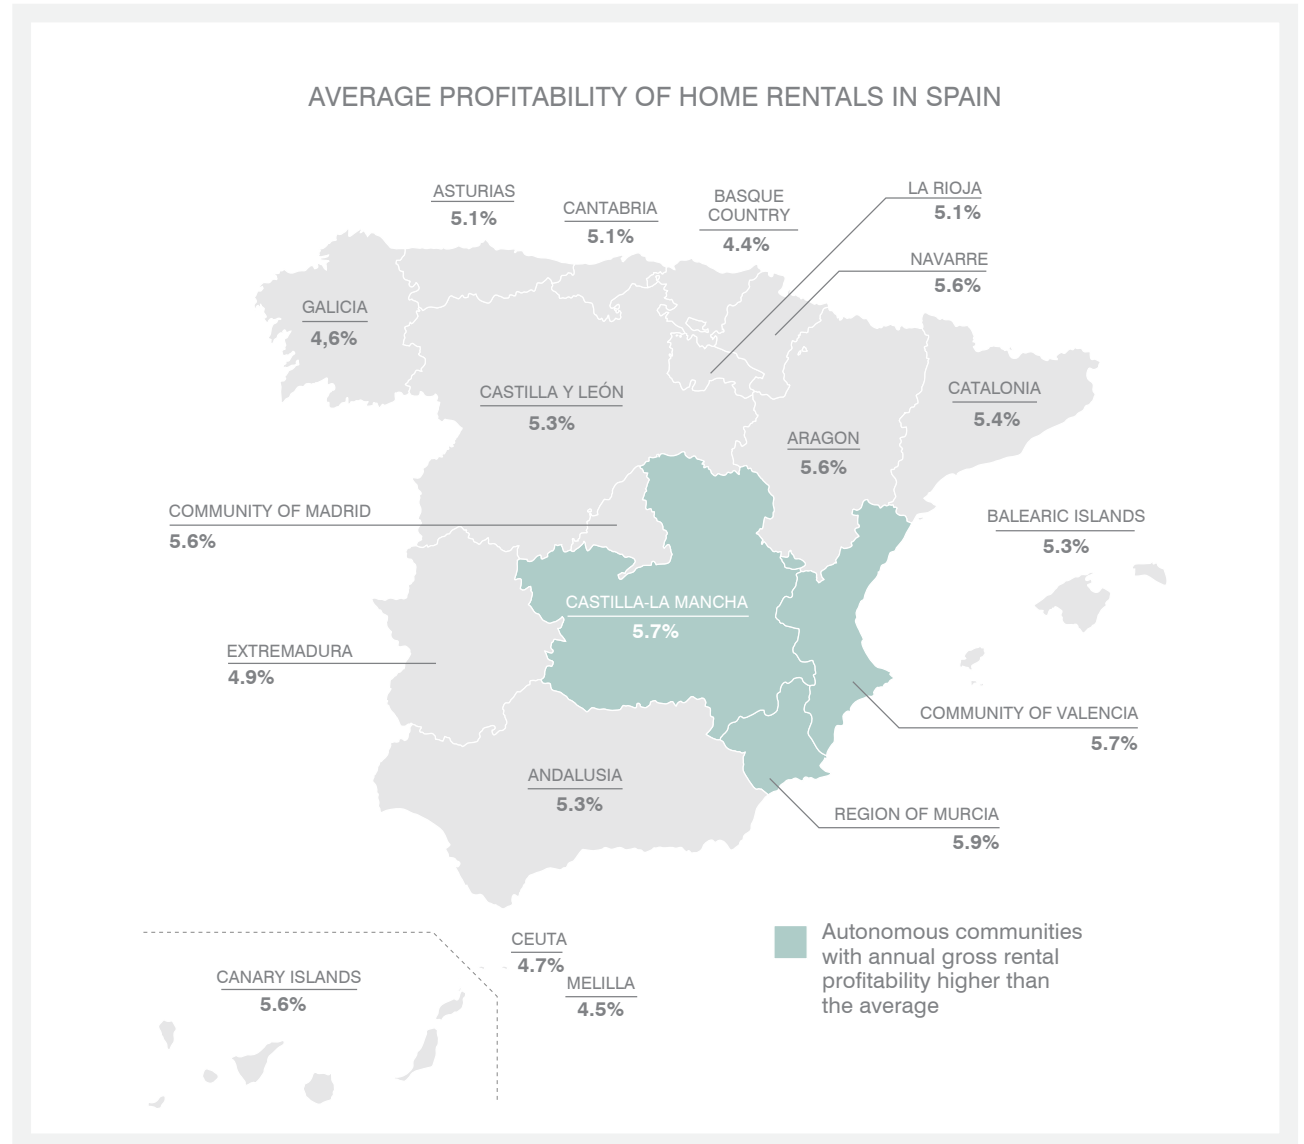 AVERAGE PROFITABILITY OF HOME RENTALS IN SPAIN
ASTURIAS
5.1%
CANTABRIA
5.1%
BASQUE
COUNTRY
4.4%
LA RIOJA
5.1%
NAVARRE
5.6%
GALICIA
4,6%
CASTILLA Y LEÓN
5.3%
CATALONIA
5.4%
ARAGON
5.6%
COMMUNITY OF MADRID
5.6%
BALEARIC ISLANDS
5.3%
CASTILLA-LA MANCHA
5.7%
EXTREMADURA
4.9%
COMMUNITY OF VALENCIA
5.7%
ANDALUSIA
5.3%
REGION OF MURCIA
5.9%
CEUTA
4.7%
MELILLA
4.5%
CANARY ISLANDS
5.6%
Autonomous communities
with annual gross rental
profitability higher than
the average